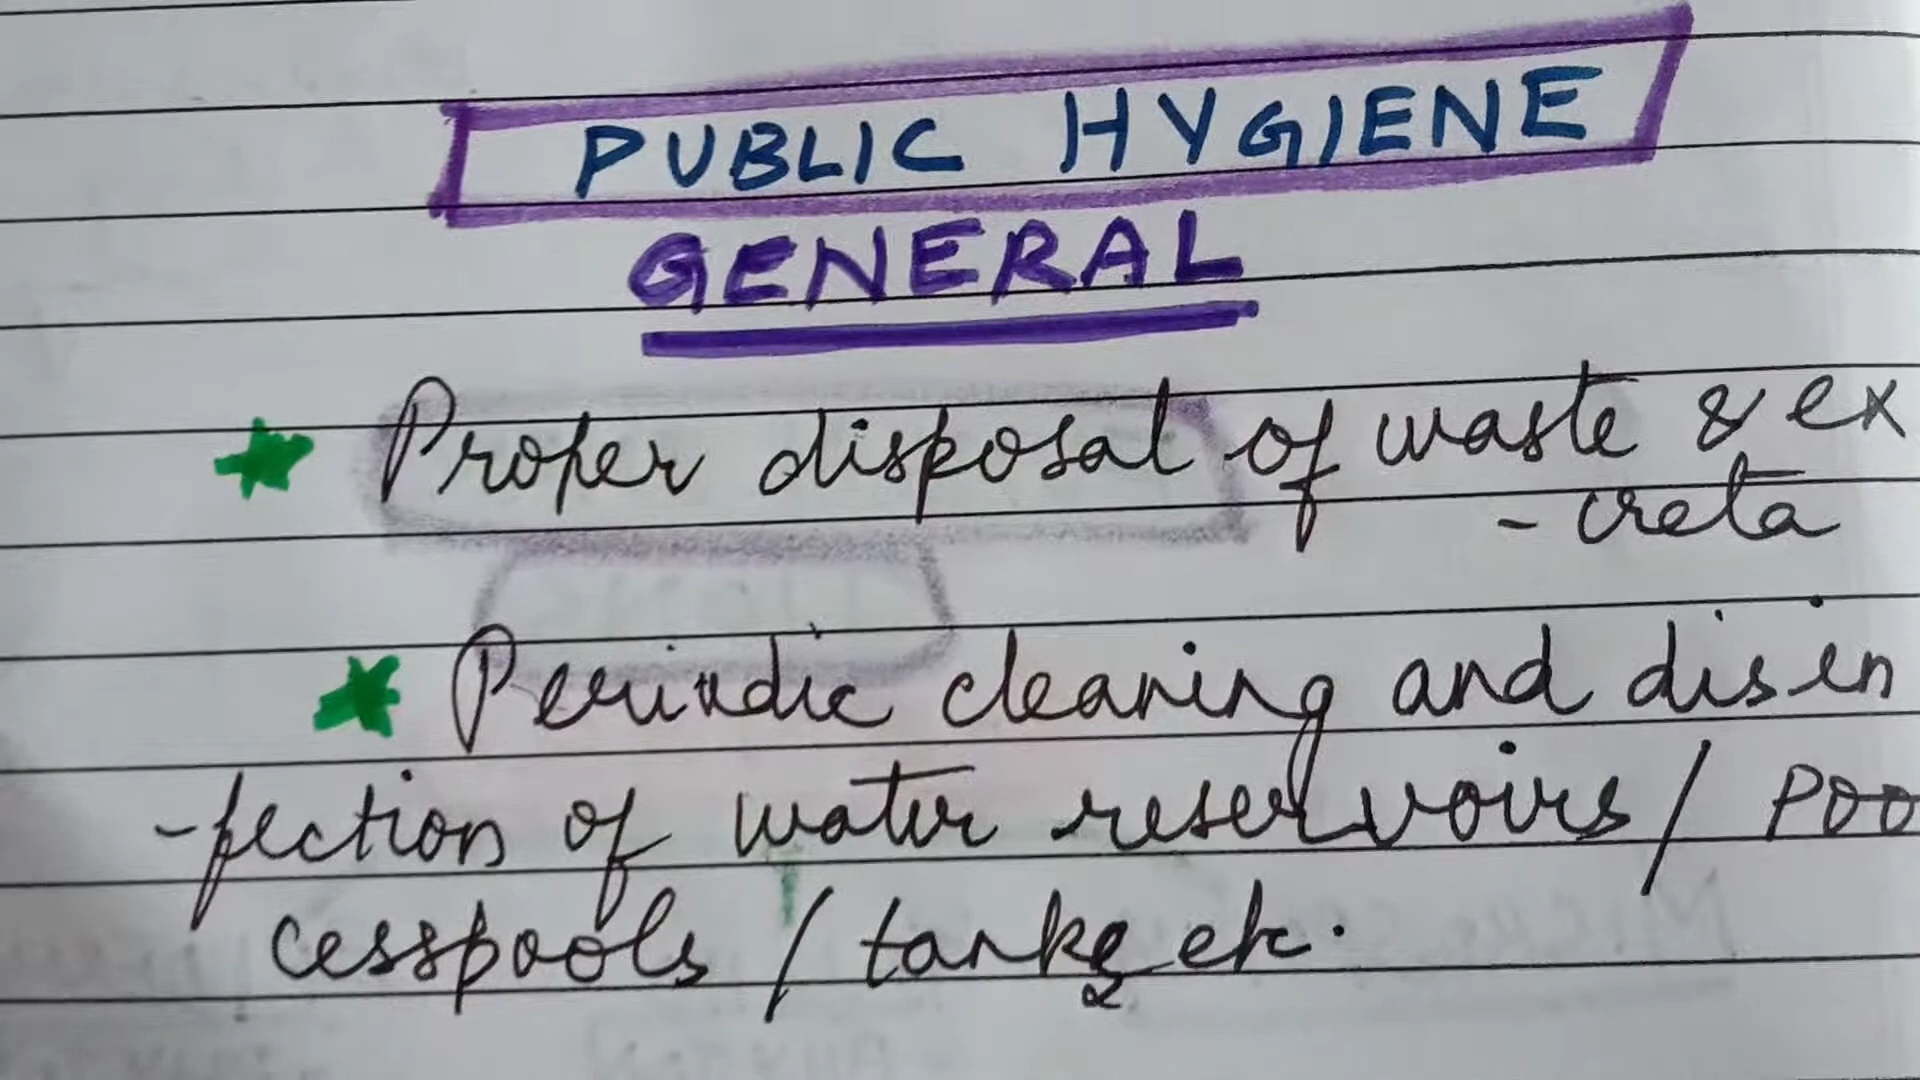 PUBLIC HYGIENE
GENERAL
Proper disposal of waste & ex
- creta
Periodic cleaning and disin
-fection of water reservoirs / poo
cesspools / tanks etc.